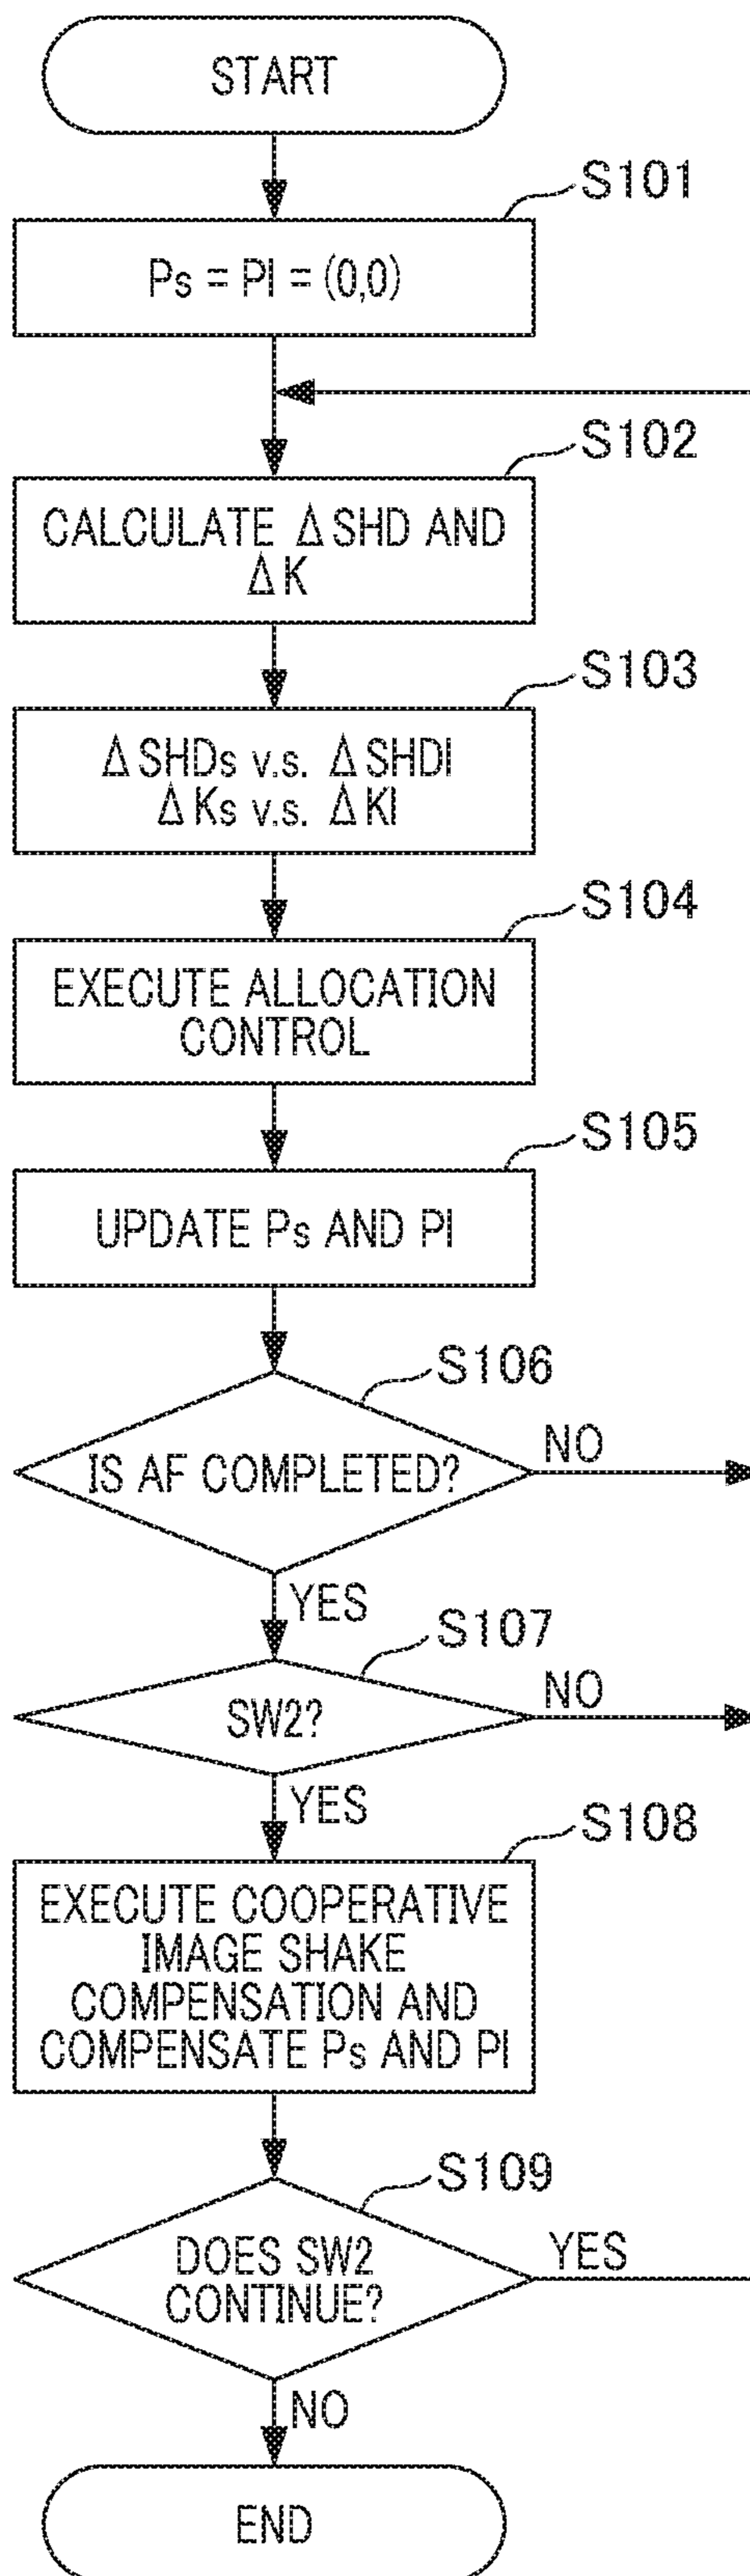 START
S101
Ps = Pl = (0,0)
S102
CALCULATE ΔSHD AND
ΔK
S103
ΔSHDs v.s. ΔSHDl
ΔKs v.s. ΔKl
S104
EXECUTE ALLOCATION
CONTROL
S105
UPDATE Ps AND Pl
S106
IS AF COMPLETED?
NO
YES
S107
SW2?
NO
YES
S108
EXECUTE COOPERATIVE
IMAGE SHAKE
COMPENSATION AND
COMPENSATE Ps AND Pl
S109
DOES SW2
CONTINUE?
YES
NO
END